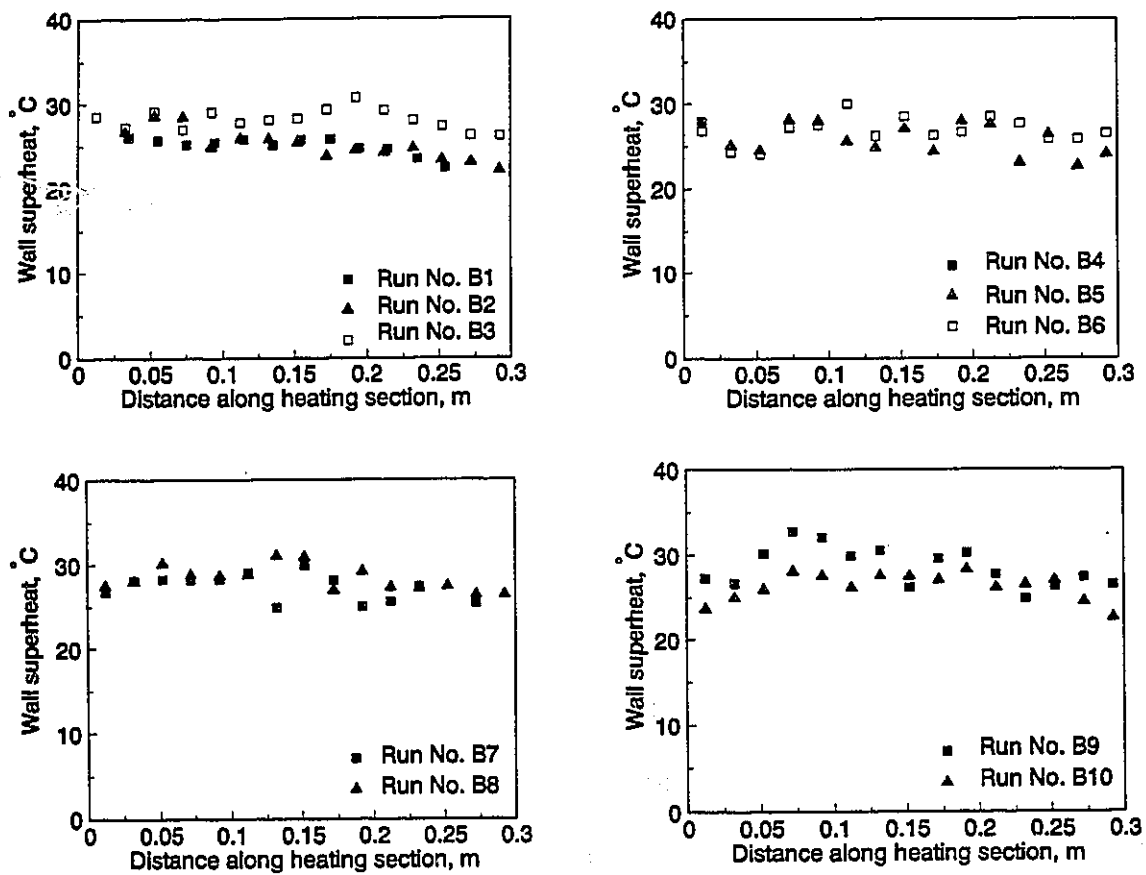 40
30
20
10
0
Wall superheat, °C
Run No. B1
Run No. B2
Run No. B3
0 0.05 0.1 0.15 0.2 0.25 0.3
Distance along heating section, m
40
30
20
10
0
Wall superheat, °C
Run No. B4
Run No. B5
Run No. B6
0 0.05 0.1 0.15 0.2 0.25 0.3
Distance along heating section, m
40
30
20
10
0
Wall superheat, °C
Run No. B7
Run No. B8
0 0.05 0.1 0.15 0.2 0.25 0.3
Distance along heating section, m
40
30
20
10
0
Wall superheat, °C
Run No. B9
Run No. B10
0 0.05 0.1 0.15 0.2 0.25 0.3
Distance along heating section, m